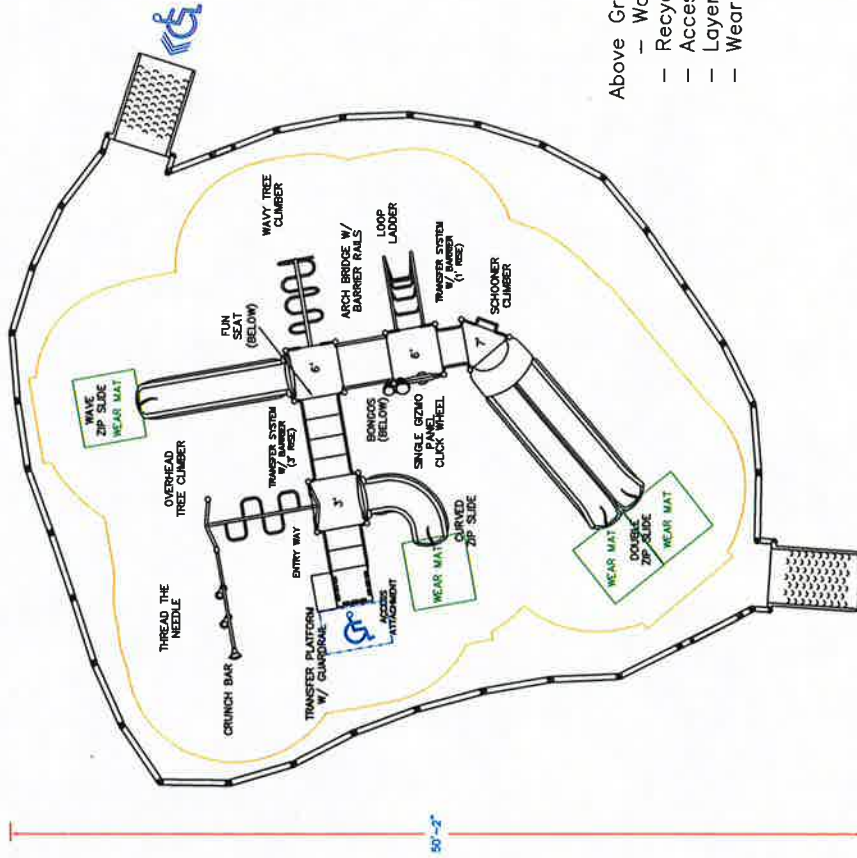 Above Gr
- Wo
- Recyc
- Acces
- Layer
- Wear
WAVY TREE
CLIMBER
FUN
SEAT
(BELOW)
ARCH BRIDGE W/
BARRIER RAILS
LOOP
LADDER
TRANSFER SYSTEM
W/ BARRIER
(1' RISE)
SCHOONER
CLIMBER
WAVE
ZIP SLIDE
WEAR MAT
OVERHEAD
TREE CLIMBER
TRANSFER SYSTEM
W/ BARRIER
(3' RISE)
6'
6'
7'
BONGOS
(BELOW)
SINGLE GIZMO
PANEL
CLICK WHEEL
THREAD THE
NEEDLE
ENTRY WAY
3'
CURVED
ZIP SLIDE
WEAR MAT
CRUNCH BAR
TRANSFER PLATFORM
W/ GUARDRAIL
ACCESS
ATTACHMENT
WEAR MAT
DOUBLE
ZIP SLIDE
WEAR MAT
50'-2"